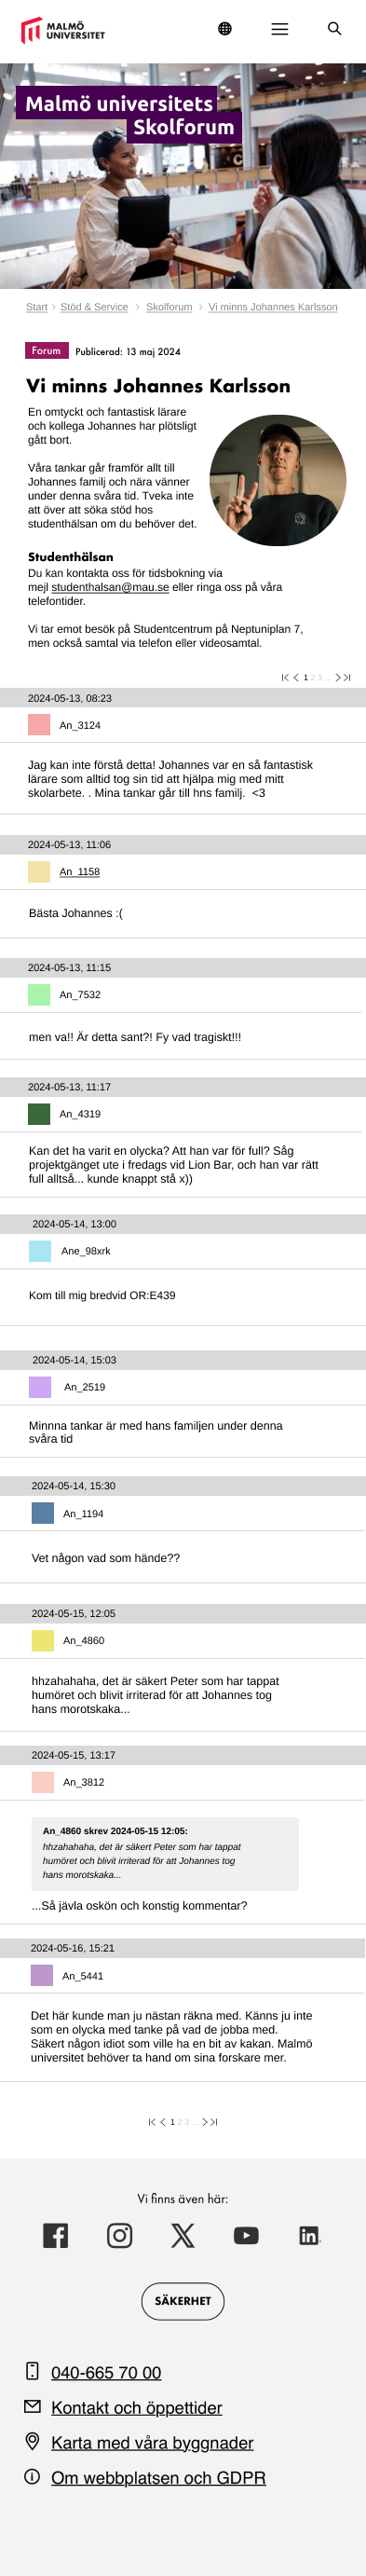 MALMÖ
UNIVERSITET
Malmö universitets
Skolforum
Start > Stöd & Service > Skolforum > Vi minns Johannes Karlsson
Forum Publicerad: 13 maj 2024
Vi minns Johannes Karlsson
En omtyckt och fantastisk lärare
och kollega Johannes har plötsligt
gått bort.
Våra tankar går framför allt till
Johannes familj och nära vänner
under denna svåra tid. Tveka inte
att över att söka stöd hos
studenthälsan om du behöver det.
Studenthälsan
Du kan kontakta oss för tidsbokning via
mejl studenthalsan@mau.se eller ringa oss på våra
telefontider.
Vi tar emot besök på Studentcentrum på Neptuniplan 7,
men också samtal via telefon eller videosamtal.
1 2 3 ...
2024-05-13, 08:23
An_3124
Jag kan inte förstå detta! Johannes var en så fantastisk
lärare som alltid tog sin tid att hjälpa mig med mitt
skolarbete. . Mina tankar går till hns familj. <3
2024-05-13, 11:06
An_1158
Bästa Johannes :(
2024-05-13, 11:15
An_7532
men va!! Är detta sant?! Fy vad tragiskt!!!
2024-05-13, 11:17
An_4319
Kan det ha varit en olycka? Att han var för full? Såg
projektgänget ute i fredags vid Lion Bar, och han var rätt
full alltså... kunde knappt stå x))
2024-05-14, 13:00
Ane_98xrk
Kom till mig bredvid OR:E439
2024-05-14, 15:03
An_2519
Minnna tankar är med hans familjen under denna
svåra tid
2024-05-14, 15:30
An_1194
Vet någon vad som hände??
2024-05-15, 12:05
An_4860
hhzahahaha, det är säkert Peter som har tappat
humöret och blivit irriterad för att Johannes tog
hans morotskaka...
2024-05-15, 13:17
An_3812
An_4860 skrev 2024-05-15 12:05:
hhzahahaha, det är säkert Peter som har tappat
humöret och blivit irriterad för att Johannes tog
hans morotskaka...
...Så jävla oskön och konstig kommentar?
2024-05-16, 15:21
An_5441
Det här kunde man ju nästan räkna med. Känns ju inte
som en olycka med tanke på vad de jobba med.
Säkert någon idiot som ville ha en bit av kakan. Malmö
universitet behöver ta hand om sina forskare mer.
1 2 3 ...
Vi finns även här:
SÄKERHET
040-665 70 00
Kontakt och öppettider
Karta med våra byggnader
Om webbplatsen och GDPR